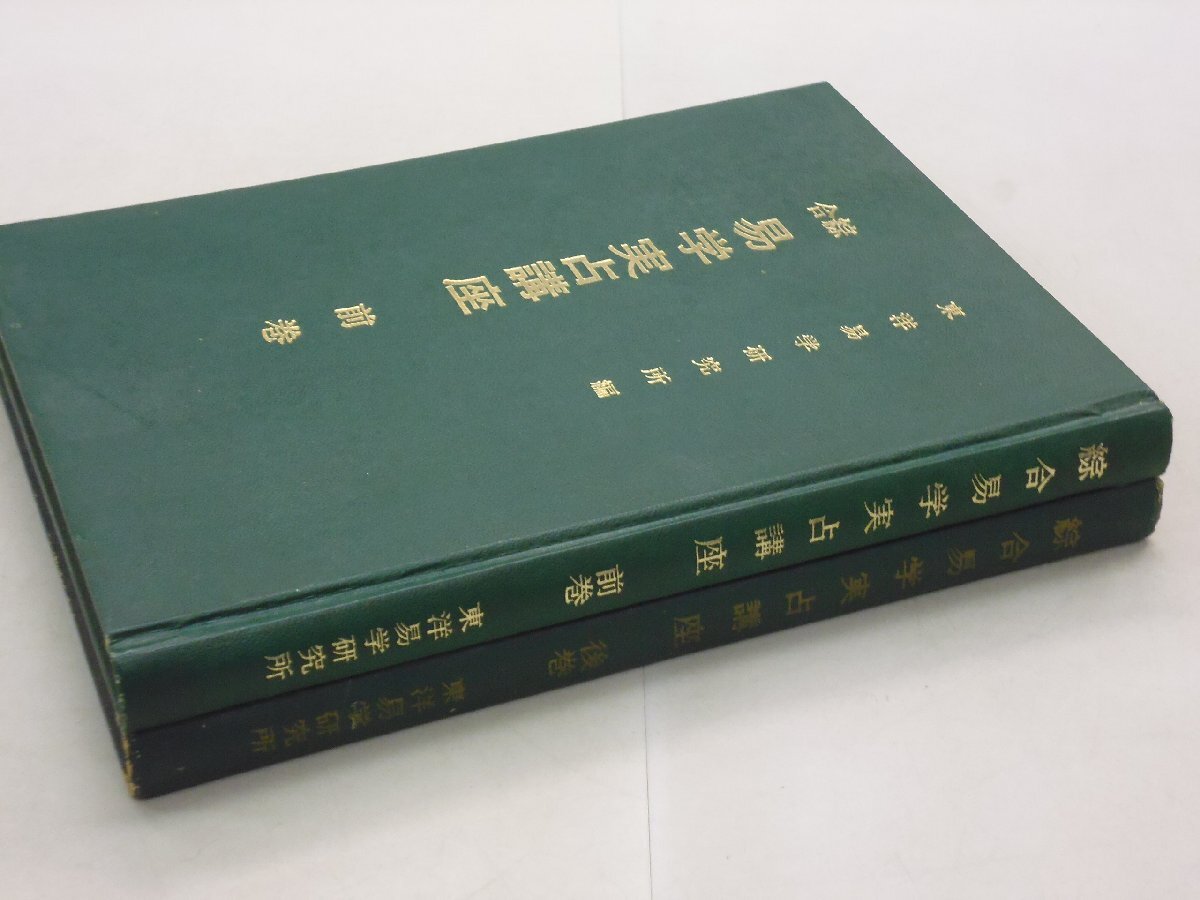 綜合
易学実占講座
前巻
東洋易学研究所編
綜合易学実占講座 前巻 東洋易学研究所
綜合易学実占講座 後巻 東洋易学研究所